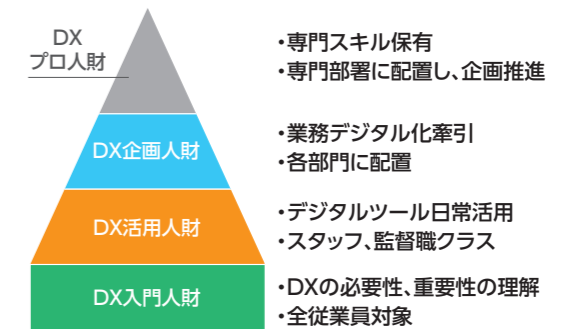 DX
プロ人財
・専門スキル保有
・専門部署に配置し、企画推進
DX企画人財
・業務デジタル化牽引
・各部門に配置
DX活用人財
・デジタルツール日常活用
・スタッフ、監督職クラス
DX入門人財
・DXの必要性、重要性の理解
・全従業員対象